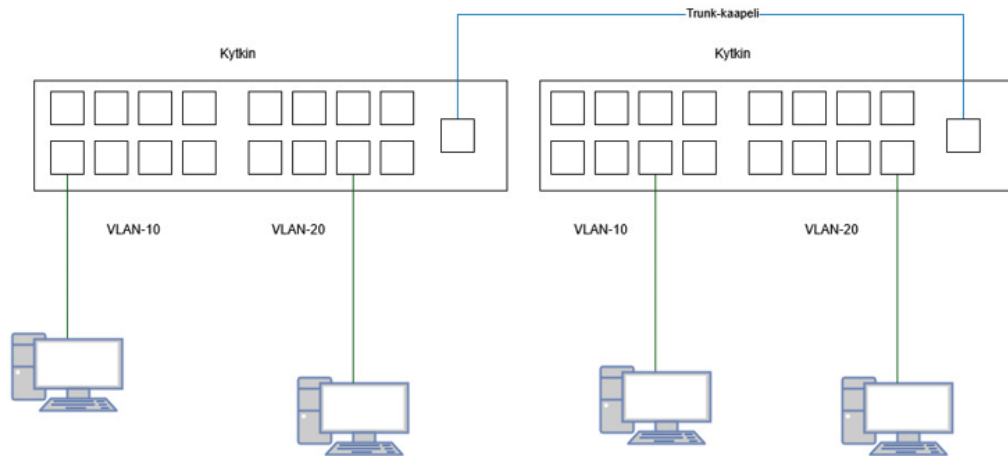 Trunk-kaapeli
Kytkin
Kytkin
VLAN-10
VLAN-20
VLAN-10
VLAN-20